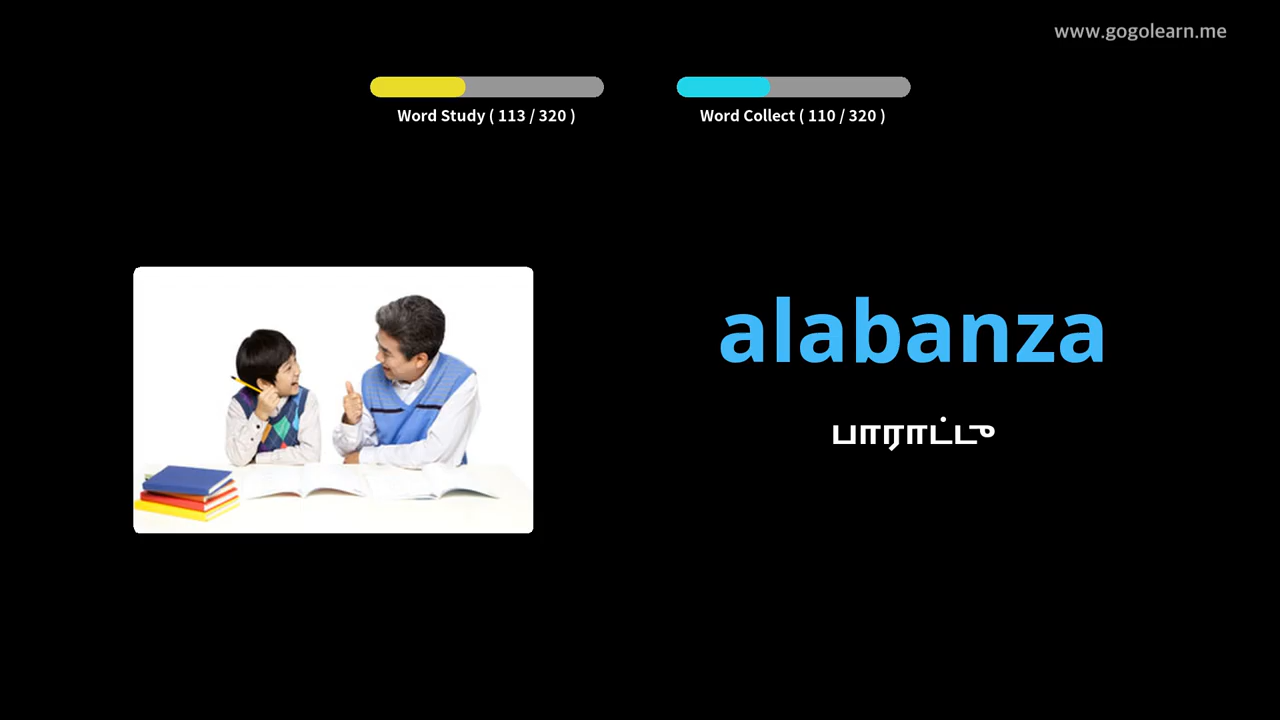 www.gogolearn.me
Word Study ( 113 / 320 )
Word Collect ( 110 / 320 )
alabanza
பாராட்டு